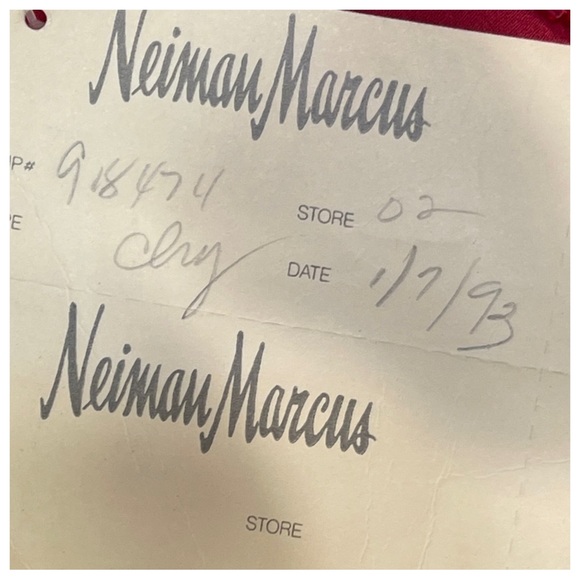 Neiman Marcus
P# 918474
STORE 02
E
DATE 1/7/93
Neiman Marcus
STORE